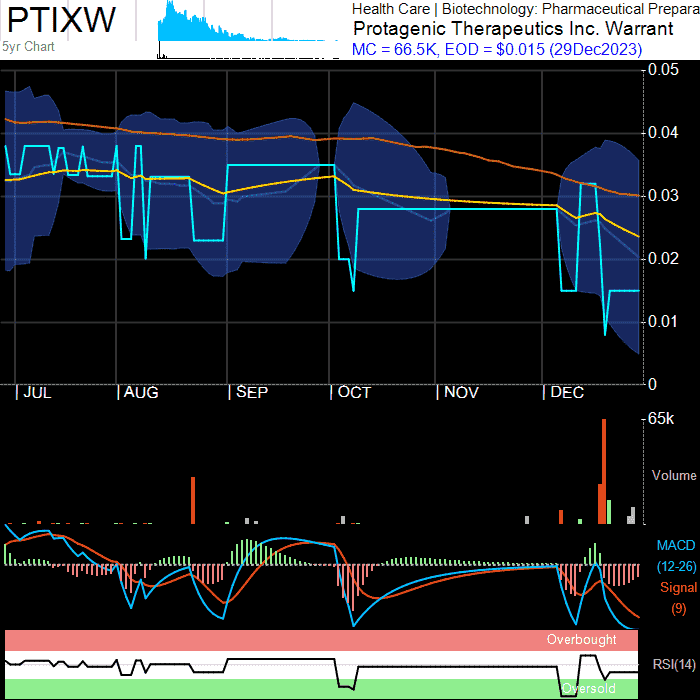 PTIXW
5yr Chart
Health Care | Biotechnology: Pharmaceutical Prepara
Protagenic Therapeutics Inc. Warrant
MC = 66.5K, EOD = $0.015 (29Dec2023)
0.05
0.04
0.03
0.02
0.01
0
JUL AUG SEP OCT NOV DEC
65k
Volume
MACD
(12-26)
Signal
(9)
Overbought
RSI(14)
Oversold